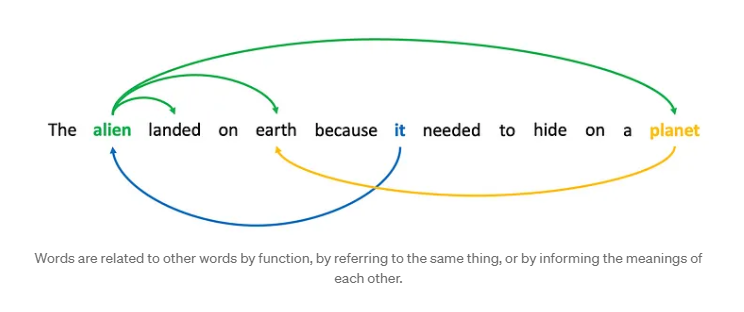 The alien landed on earth because it needed to hide on a planet
Words are related to other words by function, by referring to the same thing, or by informing the meanings of
each other.